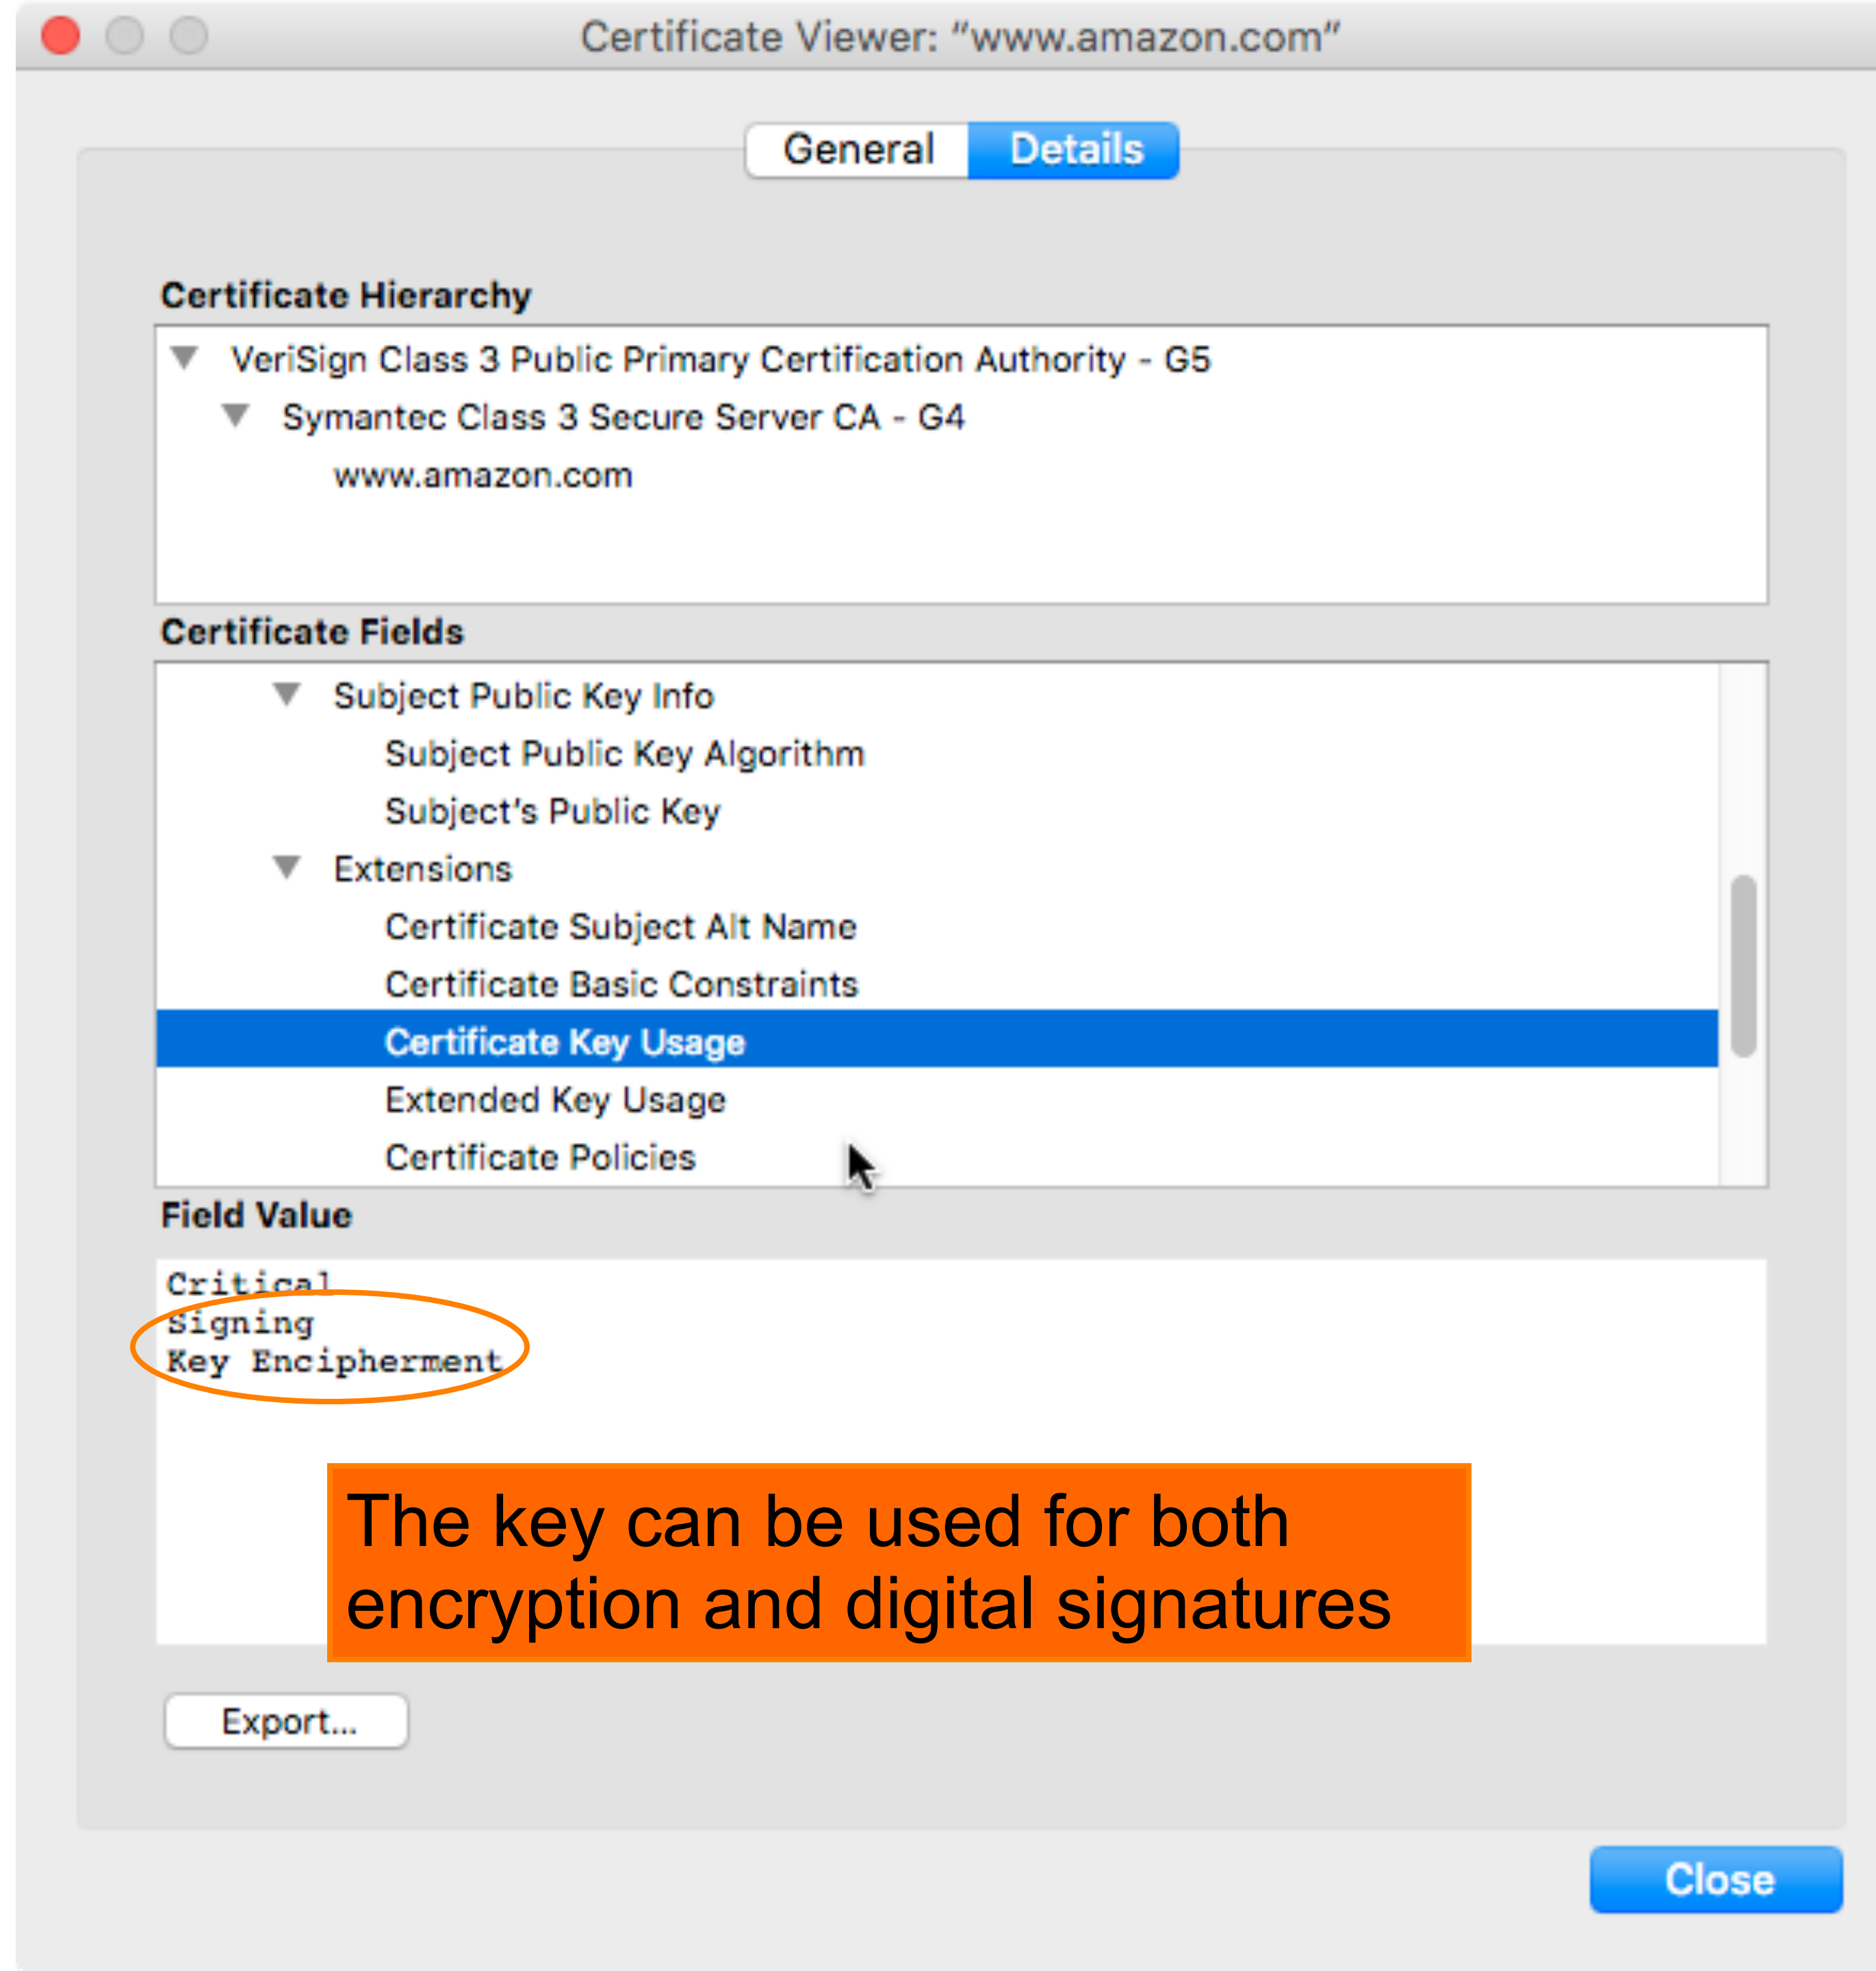 Certificate Viewer: “www.amazon.com”
General Details
Certificate Hierarchy
VeriSign Class 3 Public Primary Certification Authority - G5
Symantec Class 3 Secure Server CA - G4
www.amazon.com
Certificate Fields
Subject Public Key Info
Subject Public Key Algorithm
Subject’s Public Key
Extensions
Certificate Subject Alt Name
Certificate Basic Constraints
Certificate Key Usage
Extended Key Usage
Certificate Policies
Field Value
Critical
Signing
Key Encipherment
The key can be used for both
encryption and digital signatures
Export...
Close